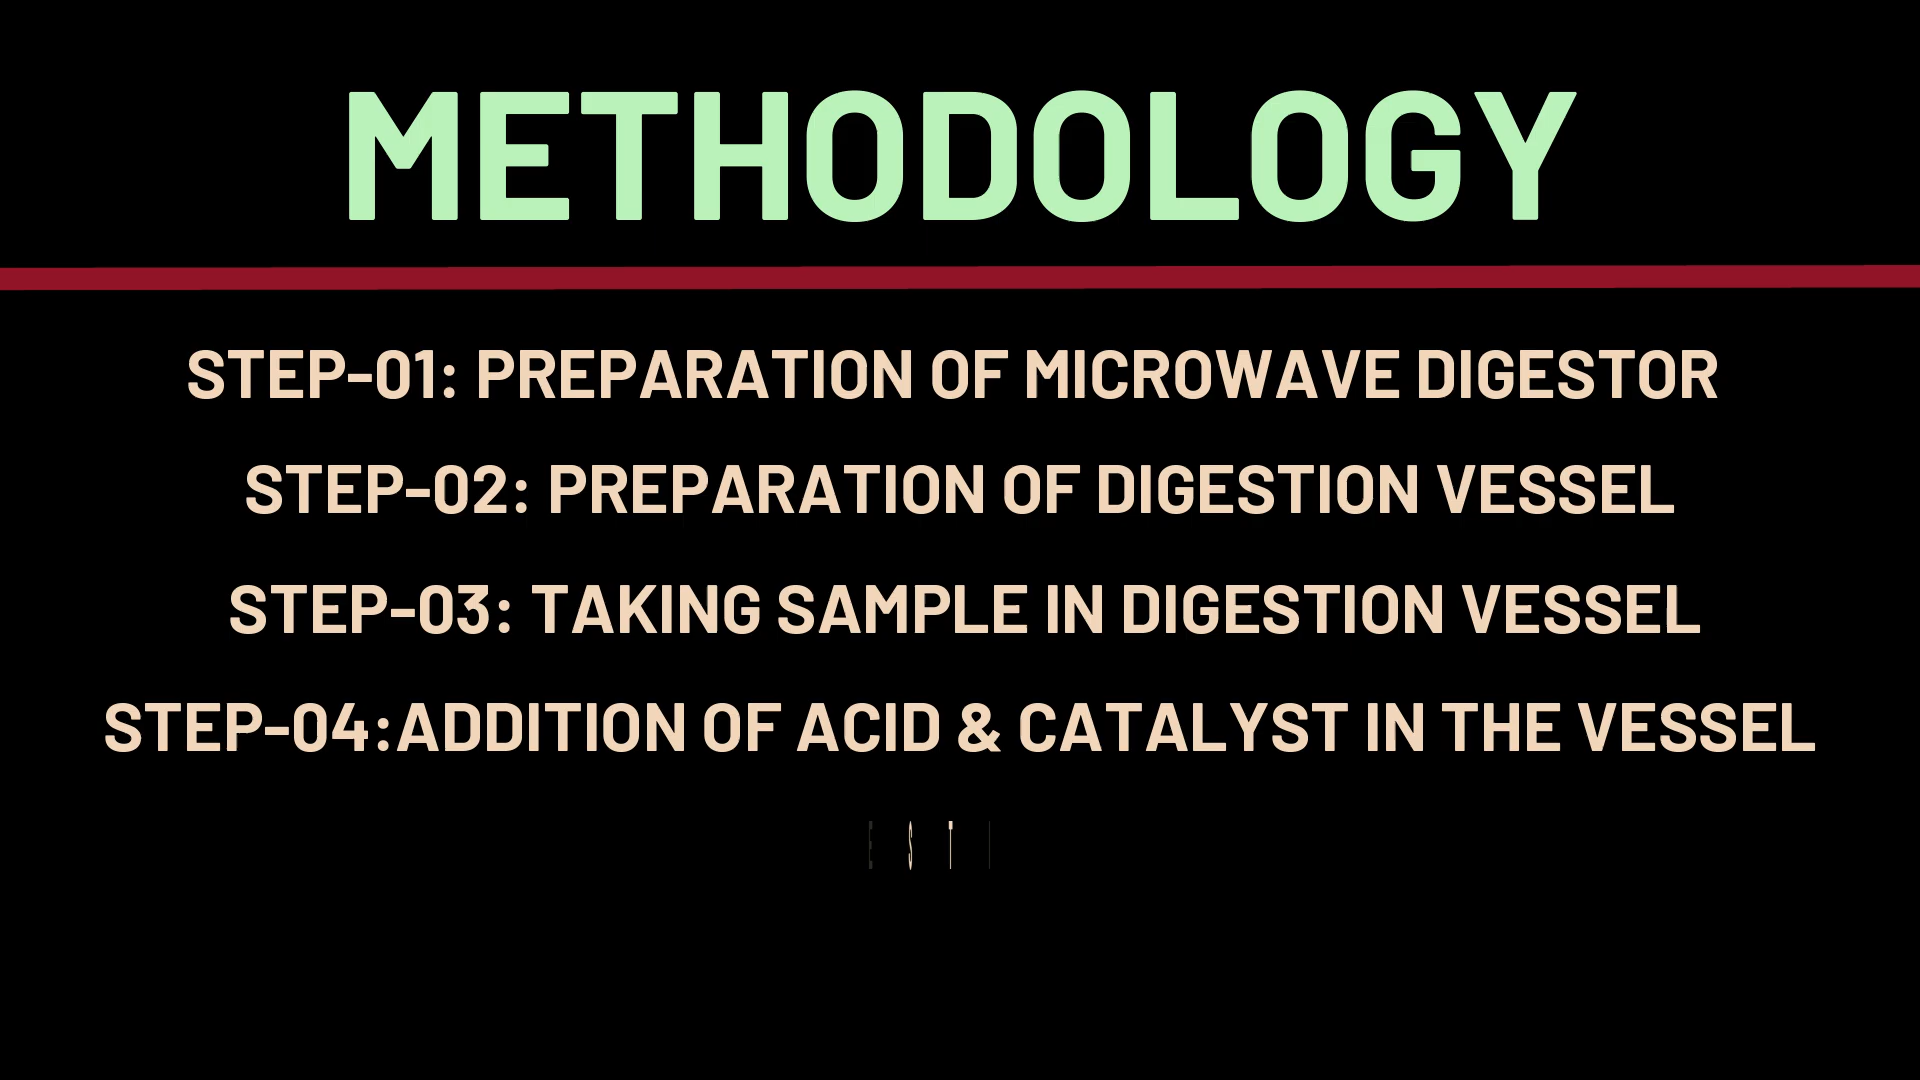 METHODOLOGY
STEP-01: PREPARATION OF MICROWAVE DIGESTOR
STEP-02: PREPARATION OF DIGESTION VESSEL
STEP-03: TAKING SAMPLE IN DIGESTION VESSEL
STEP-04:ADDITION OF ACID & CATALYST IN THE VESSEL